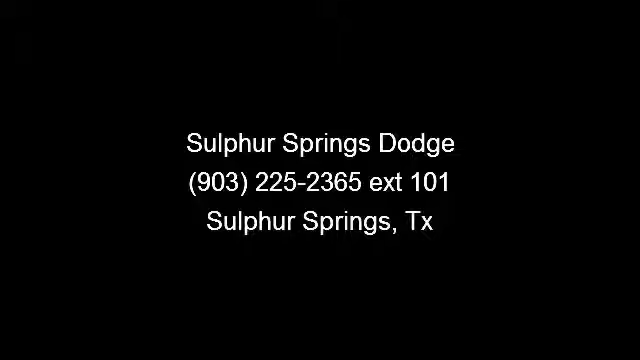 Sulphur Springs Dodge
(903) 225-2365 ext 101
Sulphur Springs, Tx